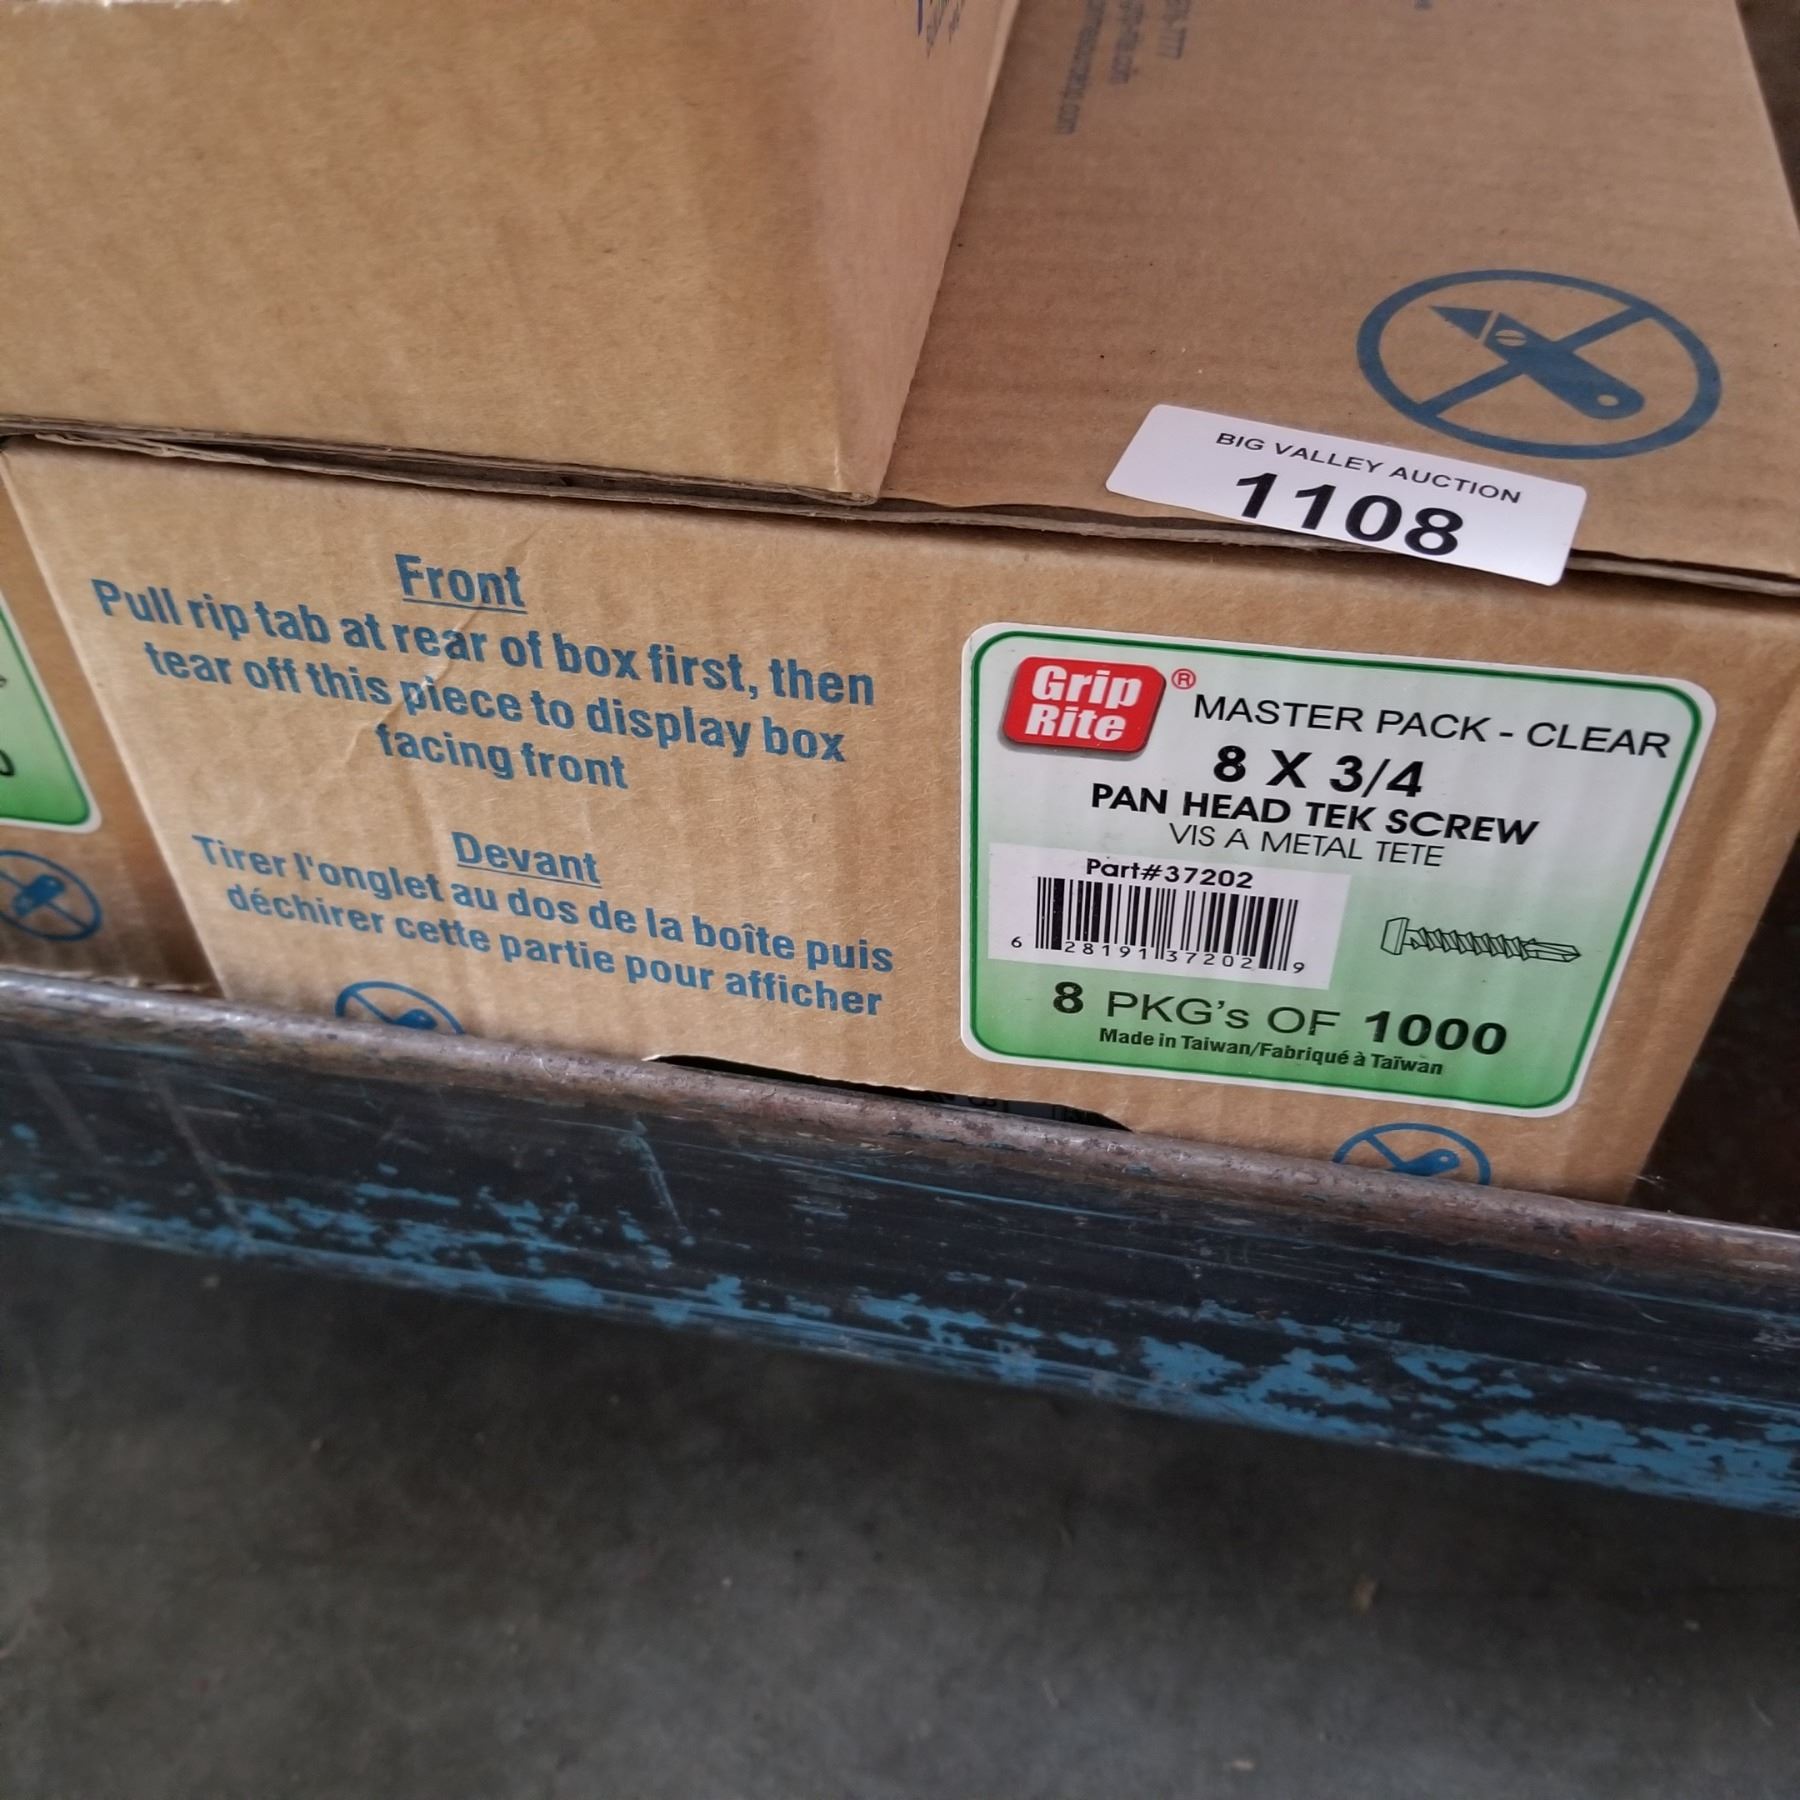 BIG VALLEY AUCTION
1108
Front
Pull rip tab at rear of box first, then
tear off this piece to display box
facing front
Devant
Tirer l'onglet au dos de la boîte puis
déchirer cette partie pour afficher
Grip
Rite®
MASTER PACK - CLEAR
8 X 3/4
PAN HEAD TEK SCREW
VIS A METAL TETE
Part#37202
6 28191 37202 9
8 PKG's OF 1000
Made in Taiwan/Fabriqué à Taïwan